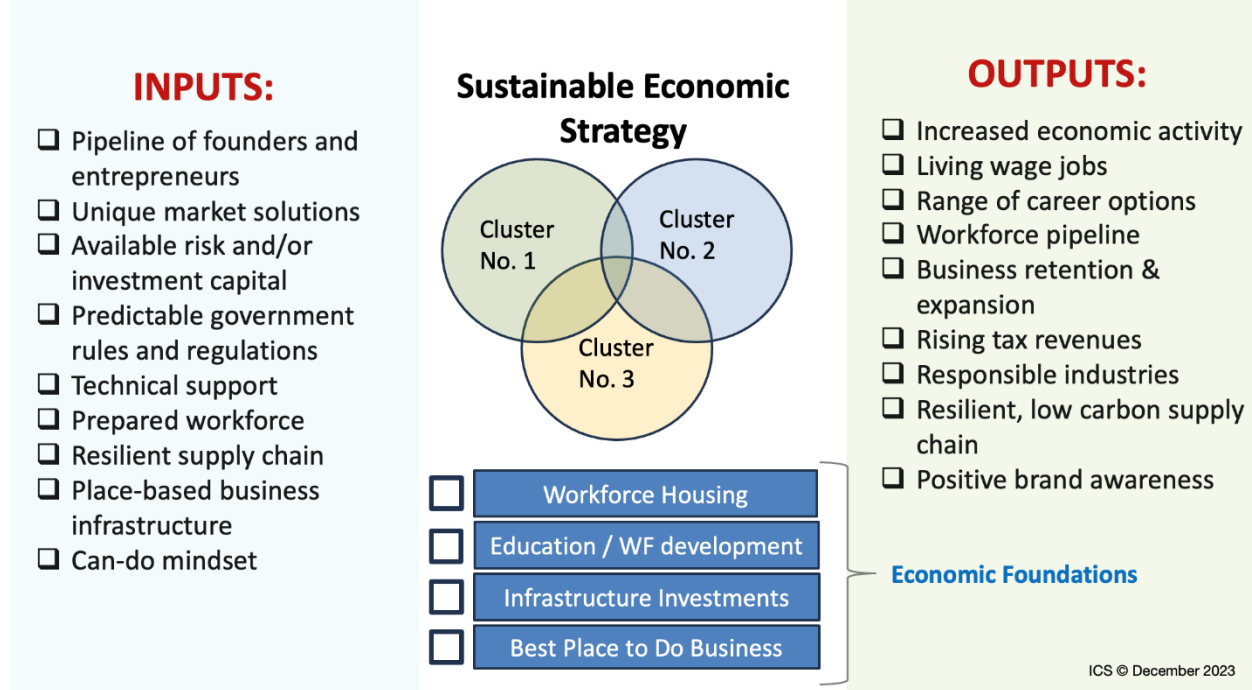 INPUTS:
❑ Pipeline of founders and
entrepreneurs
❑ Unique market solutions
❑ Available risk and/or
investment capital
❑ Predictable government
rules and regulations
❑ Technical support
❑ Prepared workforce
❑ Resilient supply chain
❑ Place-based business
infrastructure
❑ Can-do mindset
Sustainable Economic
Strategy
Cluster
No. 1
Cluster
No. 2
Cluster
No. 3
Workforce Housing
Education / WF development
Infrastructure Investments
Best Place to Do Business
OUTPUTS:
❑ Increased economic activity
❑ Living wage jobs
❑ Range of career options
❑ Workforce pipeline
❑ Business retention &
expansion
❑ Rising tax revenues
❑ Responsible industries
❑ Resilient, low carbon supply
chain
❑ Positive brand awareness
Economic Foundations
ICS © December 2023